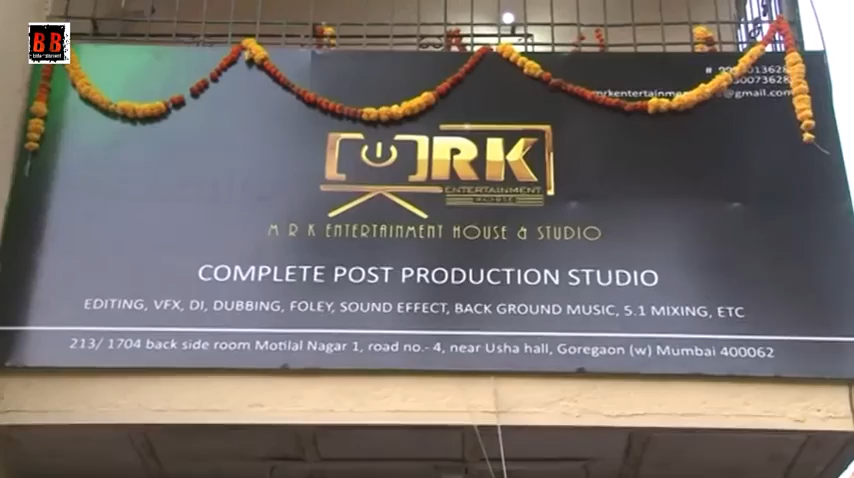 BB
Entertainment
MRK
ENTERTAINMENT
M R K ENTERTAINMENT HOUSE & STUDIO
COMPLETE POST PRODUCTION STUDIO
EDITING, VFX, DI, DUBBING, FOLEY, SOUND EFFECT, BACK GROUND MUSIC, 5.1 MIXING, ETC
213/ 1704 BACK SIDE ROOM MOTILAL NAGAR 1, ROAD NO.- 4, NEAR USHA HALL, GOREGAON (W) MUMBAI 400062